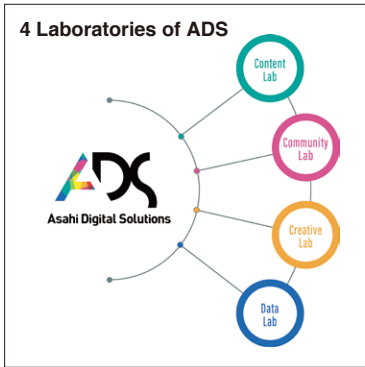 4 Laboratories of ADS
Content
Lab
Community
Lab
ADS
Asahi Digital Solutions
Creative
Lab
Data
Lab